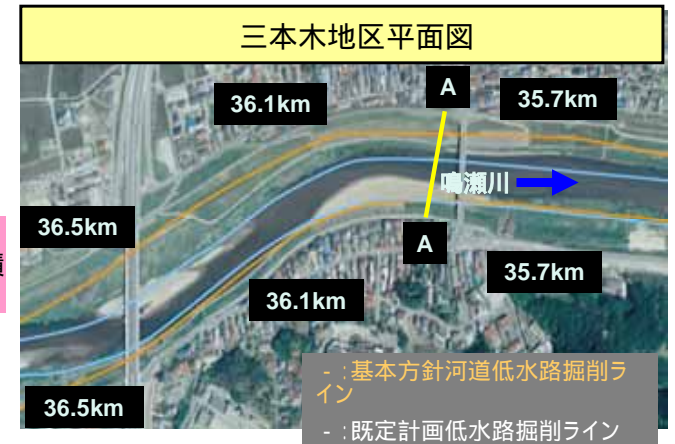 三本木地区平面図
36.1km
A
35.7km
鳴瀬川
36.5km
A
35.7km
36.1km
- :基本方針河道低水路掘削ラ
イン
36.5km
- :既定計画低水路掘削ライン